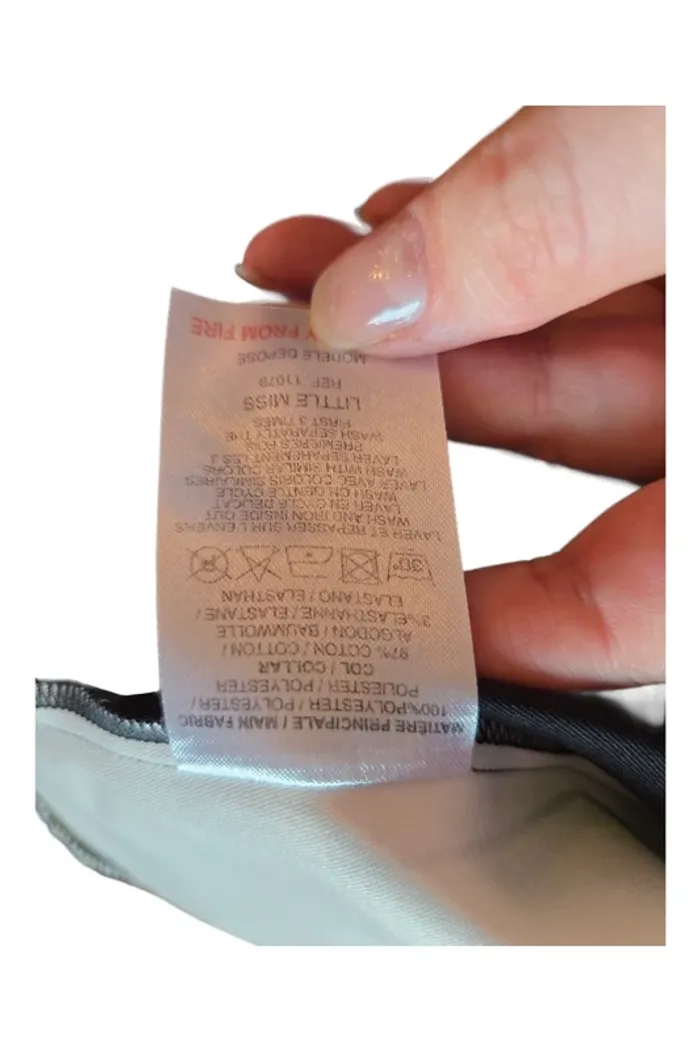 MATIÈRE PRINCIPALE / MAIN FABRIC
100%POLYESTER / POLYESTER /
POLIESTER / POLYESTER
COL / COLLAR
97% COTON / COTTON /
ALGODON / BAUMWOLLE
3%ELASTHANNE / ELASTANE /
ELASTANO / ELASTHAN
30°
LAVER ET REPASSER SUR L'ENVERS
WASH AND IRON INSIDE OUT
LAVER EN CYCLE DELICAT
WASH ON GENTLE CYCLE
LAVER AVEC COLORIS SIMILAIRES
WASH WITH SIMILAR COLORS
LAVER SEPAREMENT LES 3
PREMIERES FOIS
WASH SEPARATLY THE
FIRST 3 TIMES
LITTLE MISS
REF. 11079
MODELE DEPOSE
Y FROM FIRE